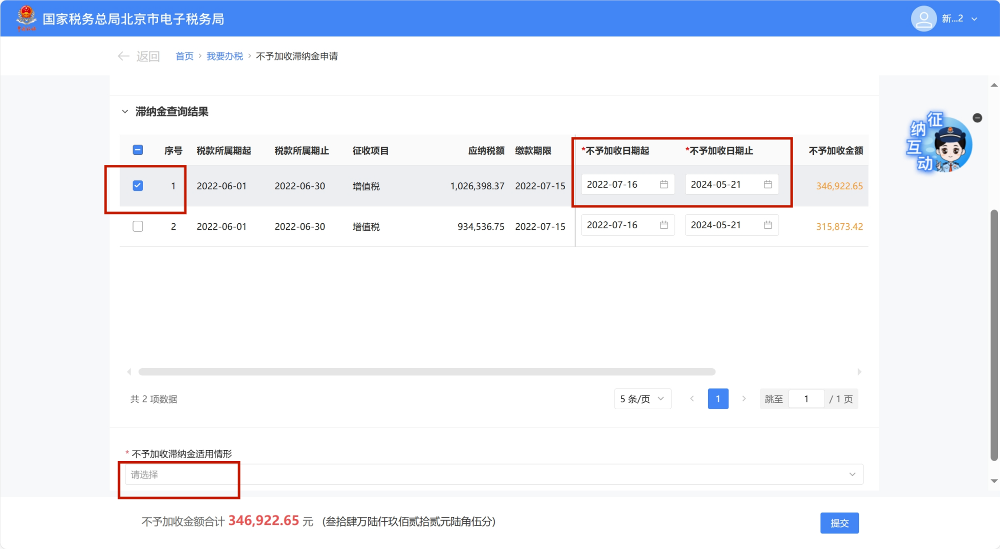 国家税务总局北京市电子税务局
新...2
返回 首页 > 我要办税 > 不予加收滞纳金申请
滞纳金查询结果
征纳互动
序号 税款所属期起 税款所属期止 征收项目 应纳税额 缴款期限 *不予加收日期起 *不予加收日期止 不予加收金额
1 2022-06-01 2022-06-30 增值税 1,026,398.37 2022-07-15 2022-07-16 2024-05-21 346,922.65
2 2022-06-01 2022-06-30 增值税 934,536.75 2022-07-15 2022-07-16 2024-05-21 315,873.42
共 2 项数据 5 条/页 1 跳至 1 / 1 页
* 不予加收滞纳金适用情形
请选择
不予加收金额合计 346,922.65 元 (叁拾肆万陆仟玖佰贰拾贰元陆角伍分)
提交